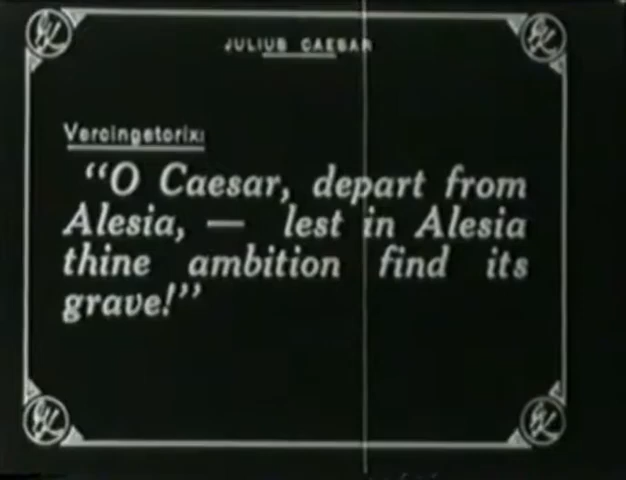 JULIUS CAESAR
Vercingetorix:
“O Caesar, depart from
Alesia, — lest in Alesia
thine ambition find its
grave!”